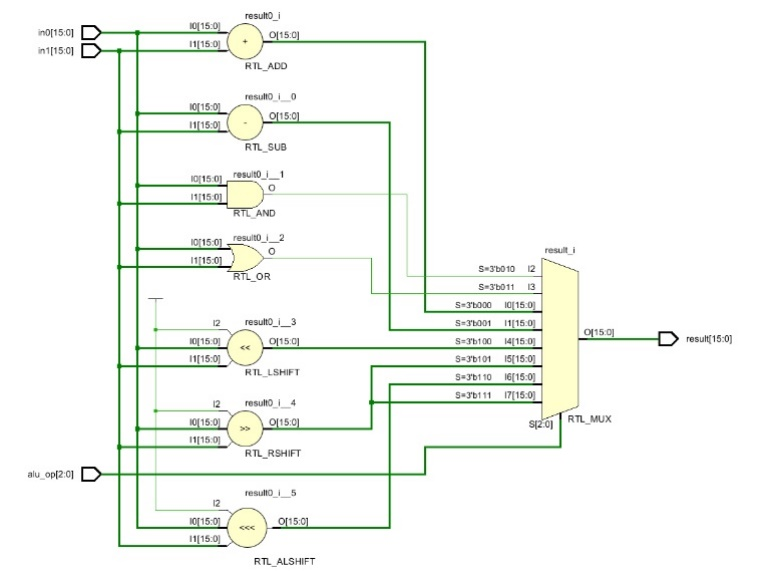 result0_i
in0[15:0]
I0[15:0]
O[15:0]
+
in1[15:0]
I1[15:0]
RTL_ADD
result0_i__0
I0[15:0]
O[15:0]
-
I1[15:0]
RTL_SUB
result0_i__1
I0[15:0]
O
I1[15:0]
RTL_AND
result0_i__2
I0[15:0]
O
I1[15:0]
RTL_OR
result_i
S=3'b010 I2
S=3'b011 I3
S=3'b000 I0[15:0]
S=3'b001 I1[15:0]
S=3'b100 I4[15:0]
S=3'b101 I5[15:0]
S=3'b110 I6[15:0]
S=3'b111 I7[15:0]
O[15:0]
result[15:0]
S[2:0]
RTL_MUX
result0_i__3
I2
I0[15:0]
<<
O[15:0]
I1[15:0]
RTL_LSHIFT
result0_i__4
I2
I0[15:0]
>>
O[15:0]
I1[15:0]
RTL_RSHIFT
alu_op[2:0]
result0_i__5
I2
I0[15:0]
<<<
O[15:0]
I1[15:0]
RTL_ALSHIFT